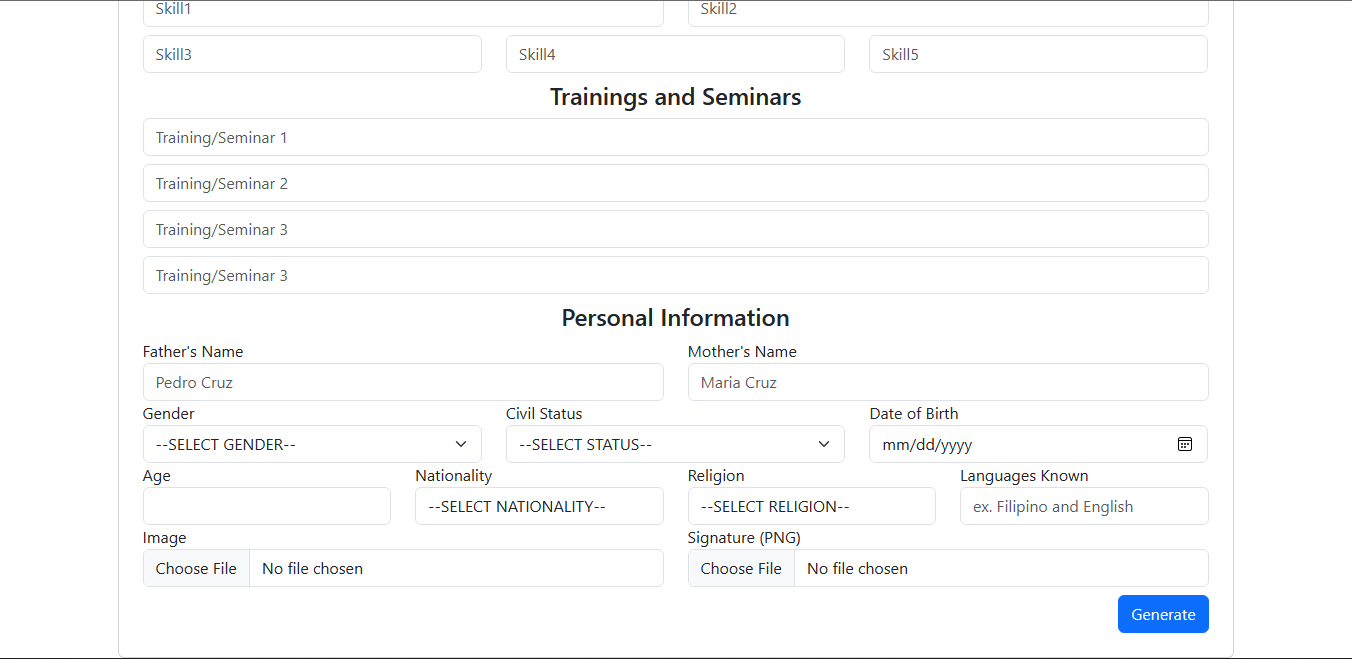 Skill1 Skill2
Skill3 Skill4 Skill5
Trainings and Seminars
Training/Seminar 1
Training/Seminar 2
Training/Seminar 3
Training/Seminar 3
Personal Information
Father's Name Mother's Name
Pedro Cruz Maria Cruz
Gender Civil Status Date of Birth
--SELECT GENDER-- --SELECT STATUS-- mm/dd/yyyy
Age Nationality Religion Languages Known
--SELECT NATIONALITY-- --SELECT RELIGION-- ex. Filipino and English
Image Signature (PNG)
Choose File No file chosen Choose File No file chosen
Generate